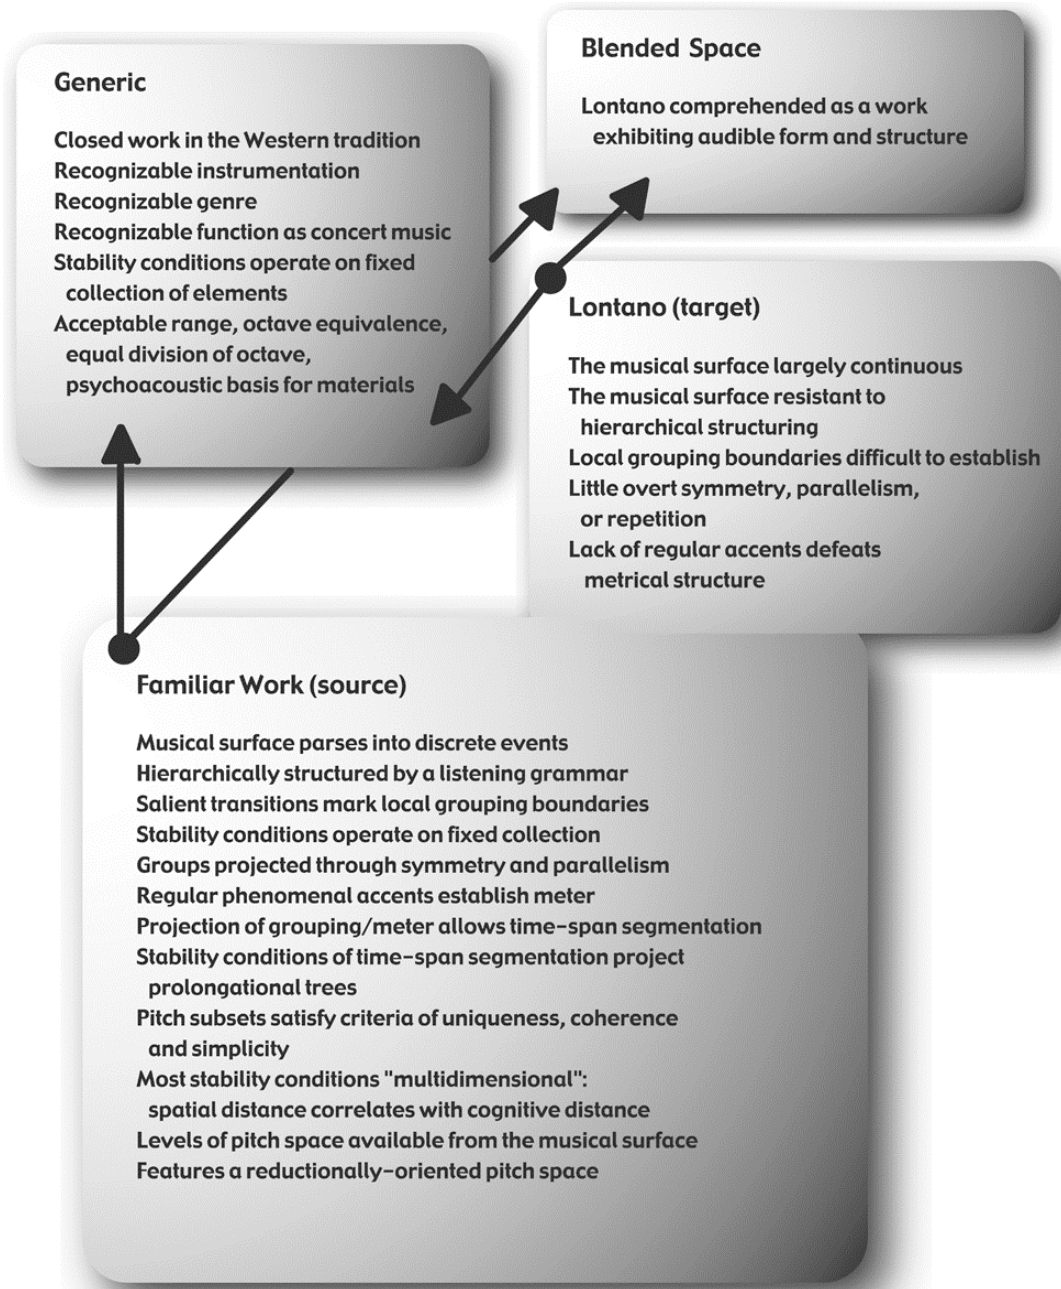 Generic
Closed work in the Western tradition
Recognizable instrumentation
Recognizable genre
Recognizable function as concert music
Stability conditions operate on fixed
collection of elements
Acceptable range, octave equivalence,
equal division of octave,
psychoacoustic basis for materials
Blended Space
Lontano comprehended as a work
exhibiting audible form and structure
Lontano (target)
The musical surface largely continuous
The musical surface resistant to
hierarchical structuring
Local grouping boundaries difficult to establish
Little overt symmetry, parallelism,
or repetition
Lack of regular accents defeats
metrical structure
Familiar Work (source)
Musical surface parses into discrete events
Hierarchically structured by a listening grammar
Salient transitions mark local grouping boundaries
Stability conditions operate on fixed collection
Groups projected through symmetry and parallelism
Regular phenomenal accents establish meter
Projection of grouping/meter allows time-span segmentation
Stability conditions of time-span segmentation project
prolongational trees
Pitch subsets satisfy criteria of uniqueness, coherence
and simplicity
Most stability conditions "multidimensional":
spatial distance correlates with cognitive distance
Levels of pitch space available from the musical surface
Features a reductionally-oriented pitch space